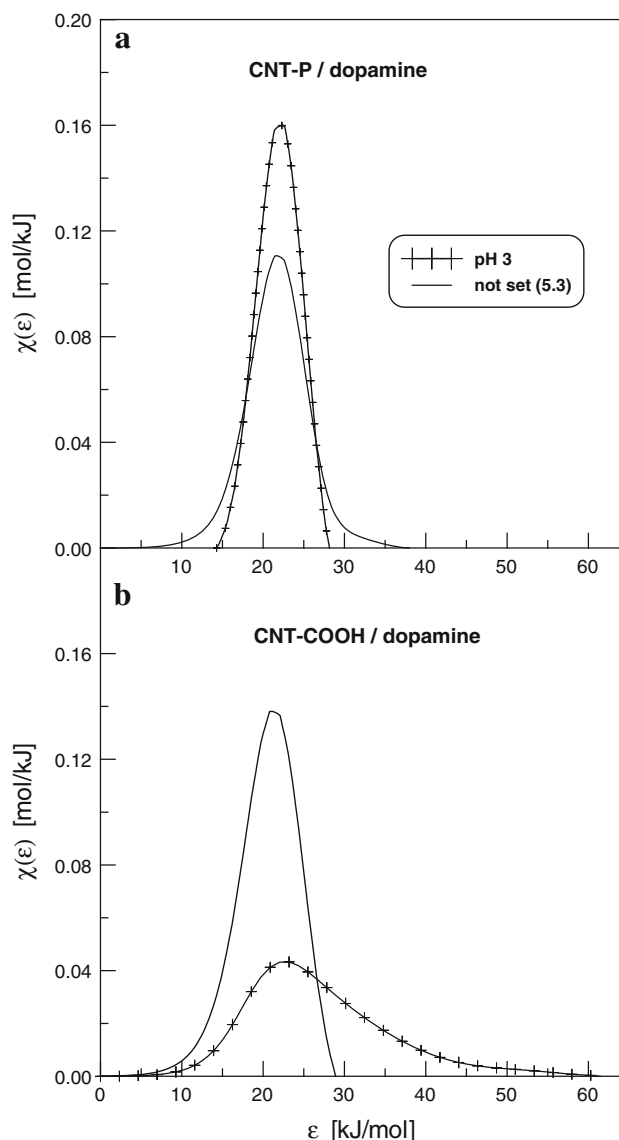 a
CNT-P / dopamine
0.20
0.16
0.12
0.08
0.04
0.00
χ(ε) [mol/kJ]
pH 3
not set (5.3)
10 20 30 40 50 60
b
CNT-COOH / dopamine
0.16
0.12
0.08
0.04
0.00
χ(ε) [mol/kJ]
0 10 20 30 40 50 60
ε [kJ/mol]